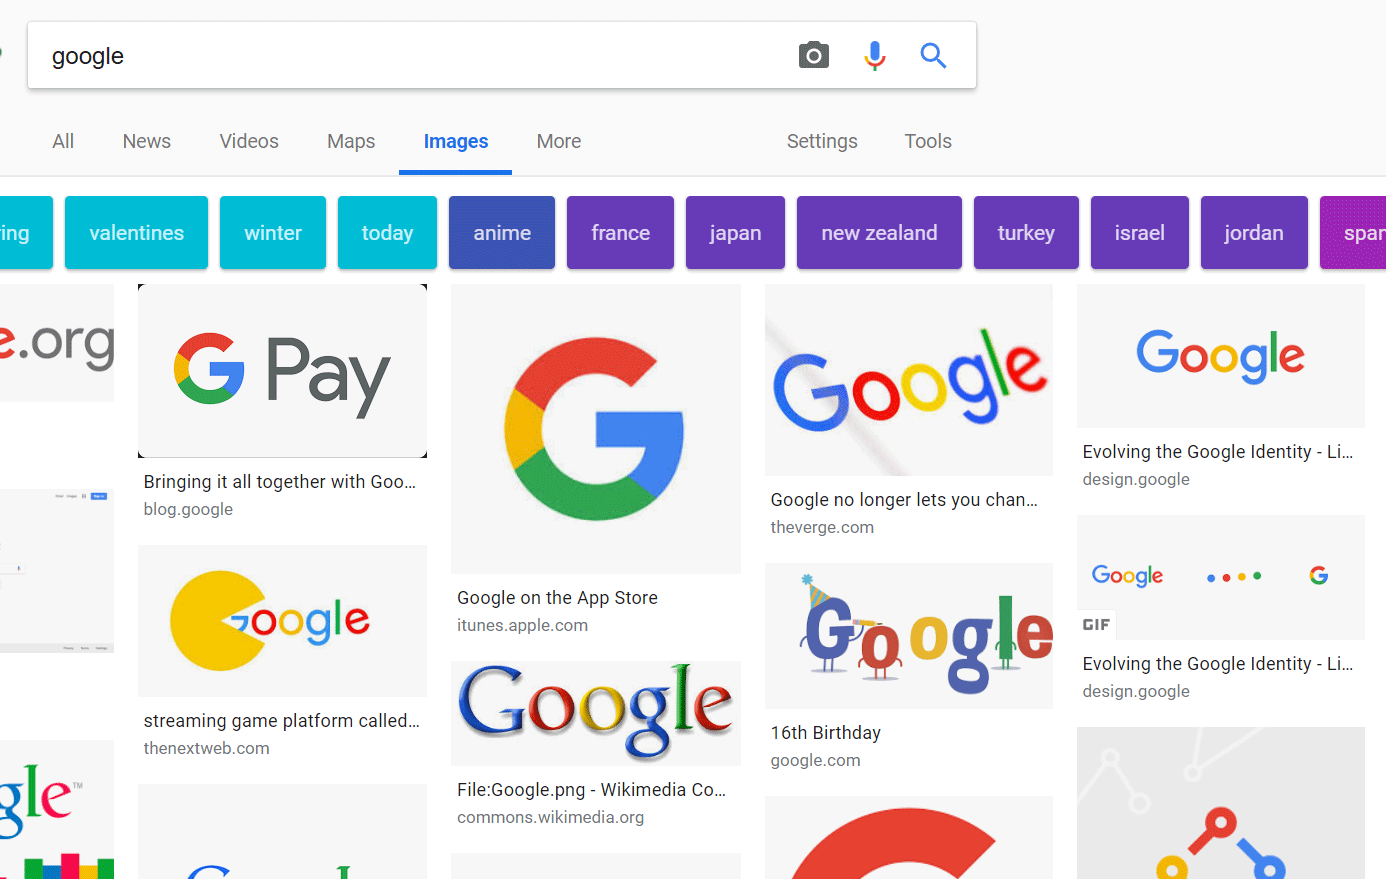 google
All News Videos Maps Images More Settings Tools
ring valentines winter today anime france japan new zealand turkey israel jordan span
e.org
G Pay
Bringing it all together with Goo...
blog.google
Google
streaming game platform called...
thenextweb.com
G
Google on the App Store
itunes.apple.com
Google
File:Google.png - Wikimedia Co...
commons.wikimedia.org
Google
Google no longer lets you chan...
theverge.com
Google
16th Birthday
google.com
Google
Evolving the Google Identity - Li...
design.google
Google G
GIF
Evolving the Google Identity - Li...
design.google
gle™